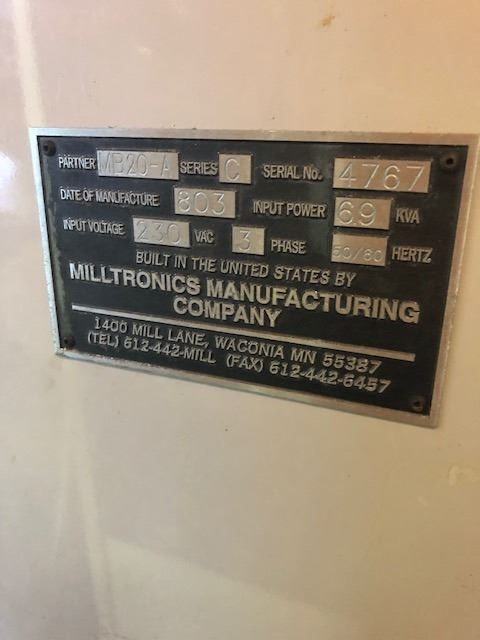 PARTNER MB20-A SERIES C SERIAL No. 4767
DATE OF MANUFACTURE 803 INPUT POWER 6.9 KVA
INPUT VOLTAGE 230 VAC 3 PHASE 50/60 HERTZ
BUILT IN THE UNITED STATES BY
MILLTRONICS MANUFACTURING
COMPANY
1400 MILL LANE, WACONIA MN 55387
(TEL) 612-442-MILL (FAX) 612-442-6457